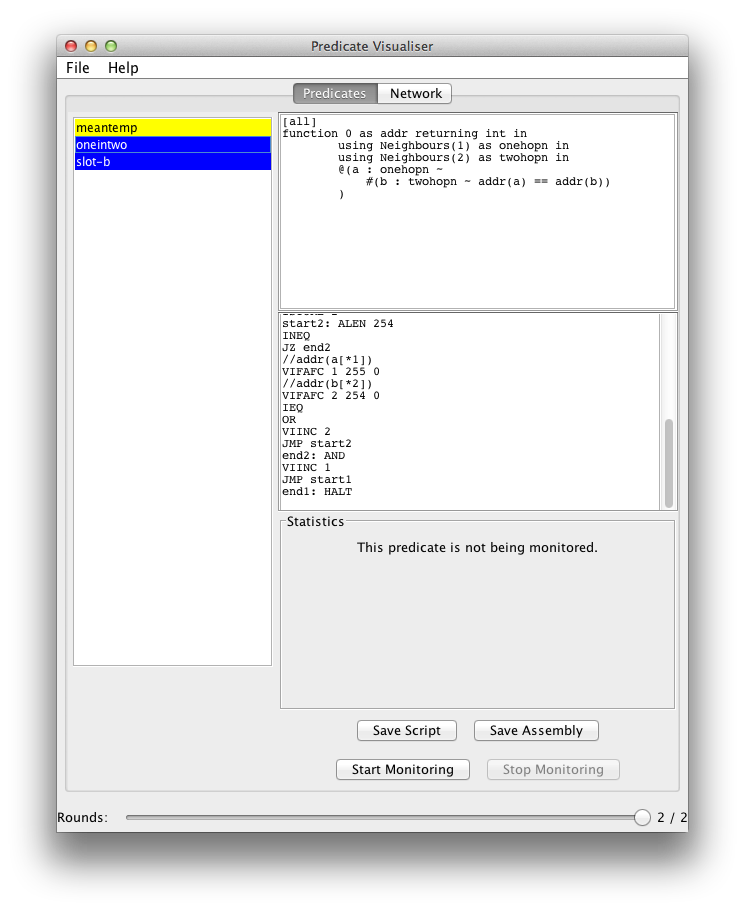 Predicate Visualiser
File Help
Predicates Network
meantemp
oneintwo
slot-b
[all]
function 0 as addr returning int in
        using Neighbours(1) as onehopn in
        using Neighbours(2) as twohopn in
        @(a : onehopn ~
            #(b : twohopn ~ addr(a) == addr(b))
        )
start2: ALEN 254
INEQ
JZ end2
//addr(a[*1])
VIFAFC 1 255 0
//addr(b[*2])
VIFAFC 2 254 0
IEQ
OR
VIINC 2
JMP start2
end2: AND
VIINC 1
JMP start1
end1: HALT
Statistics
This predicate is not being monitored.
Save Script Save Assembly
Start Monitoring Stop Monitoring
Rounds: 2 / 2